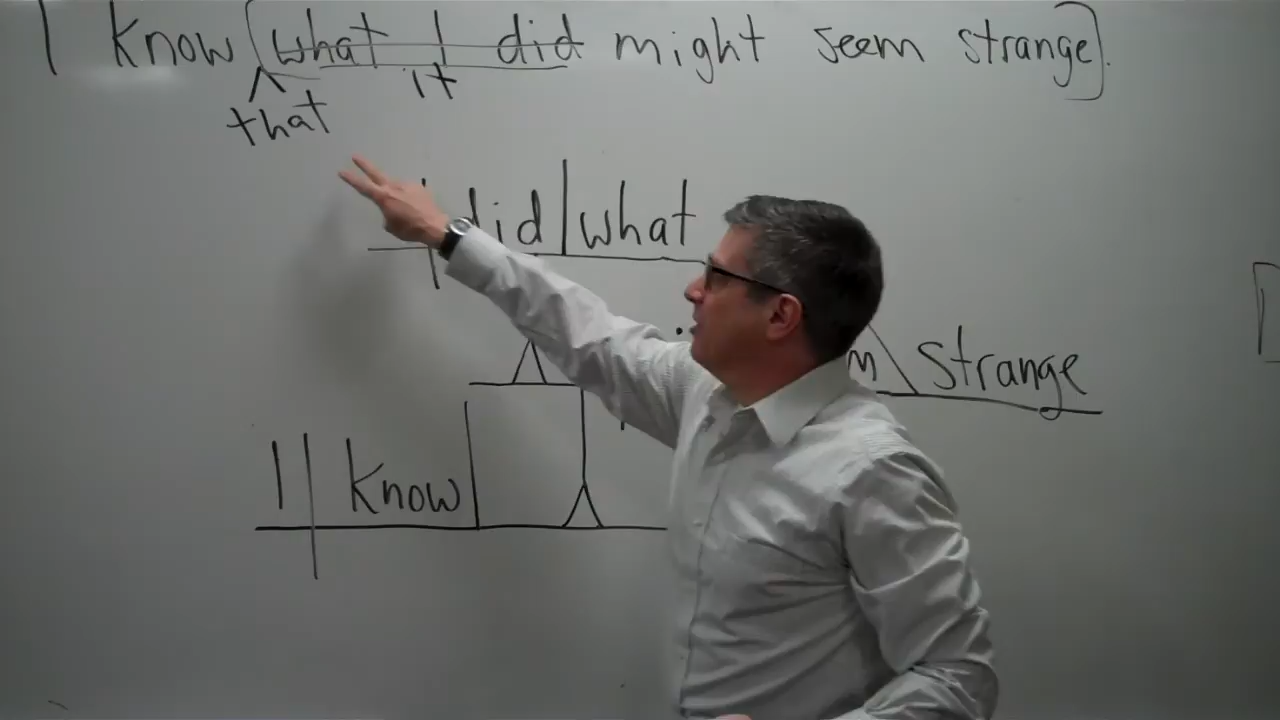 I know [what I did might seem strange].
that it
did what
strange
I know